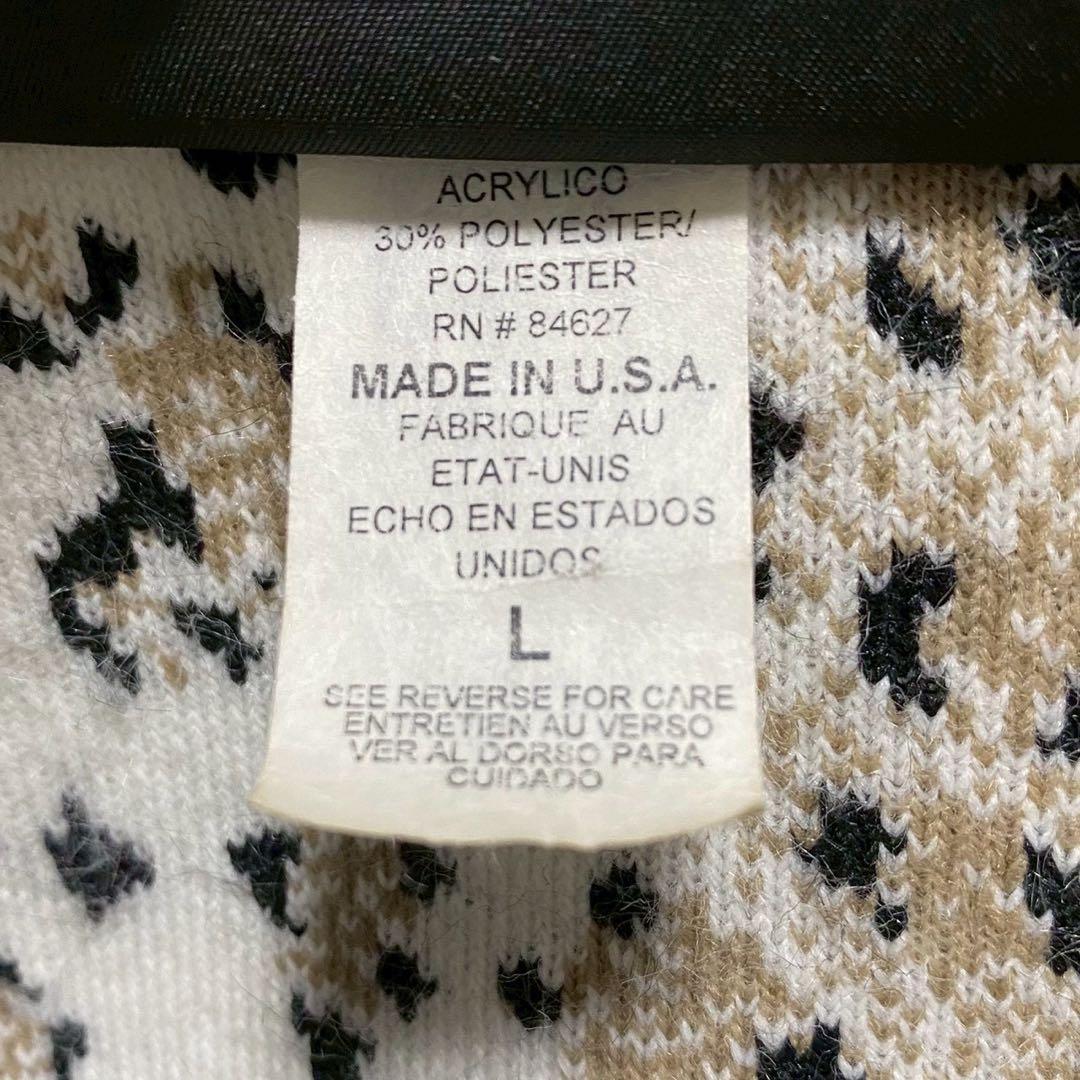 ACRYLICO
30% POLYESTER/
POLIESTER
RN # 84627
MADE IN U.S.A.
FABRIQUE AU
ETAT-UNIS
ECHO EN ESTADOS
UNIDOS
L
SEE REVERSE FOR CARE
ENTRETIEN AU VERSO
VER AL DORSO PARA
CUIDADO